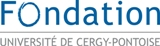 Fondation
UNIVERSITÉ DE CERGY-PONTOISE